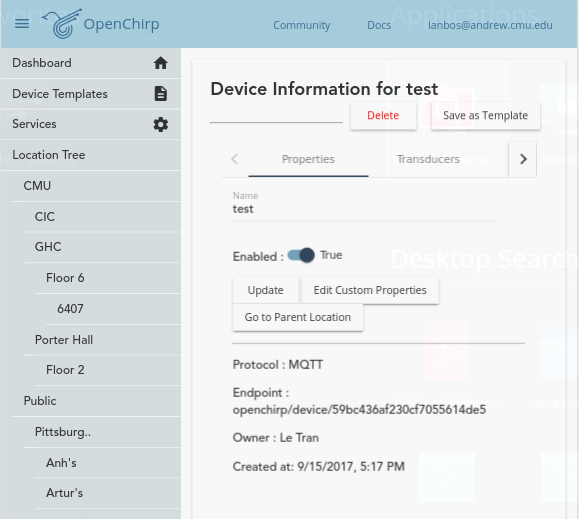 Applications
OpenChirp
Community
Docs
lanbos@andrew.cmu.edu
Dashboard
Device Templates
Services
Location Tree
CMU
CIC
GHC
Floor 6
6407
Porter Hall
Floor 2
Public
Pittsburg..
Anh's
Artur's
Device Information for test
Delete
Save as Template
Properties
Transducers
Name
test
Enabled :
True
Desktop Search
Update
Edit Custom Properties
Go to Parent Location
Protocol : MQTT
Endpoint :
openchirp/device/59bc436af230cf7055614de5
Owner : Le Tran
Created at: 9/15/2017, 5:17 PM